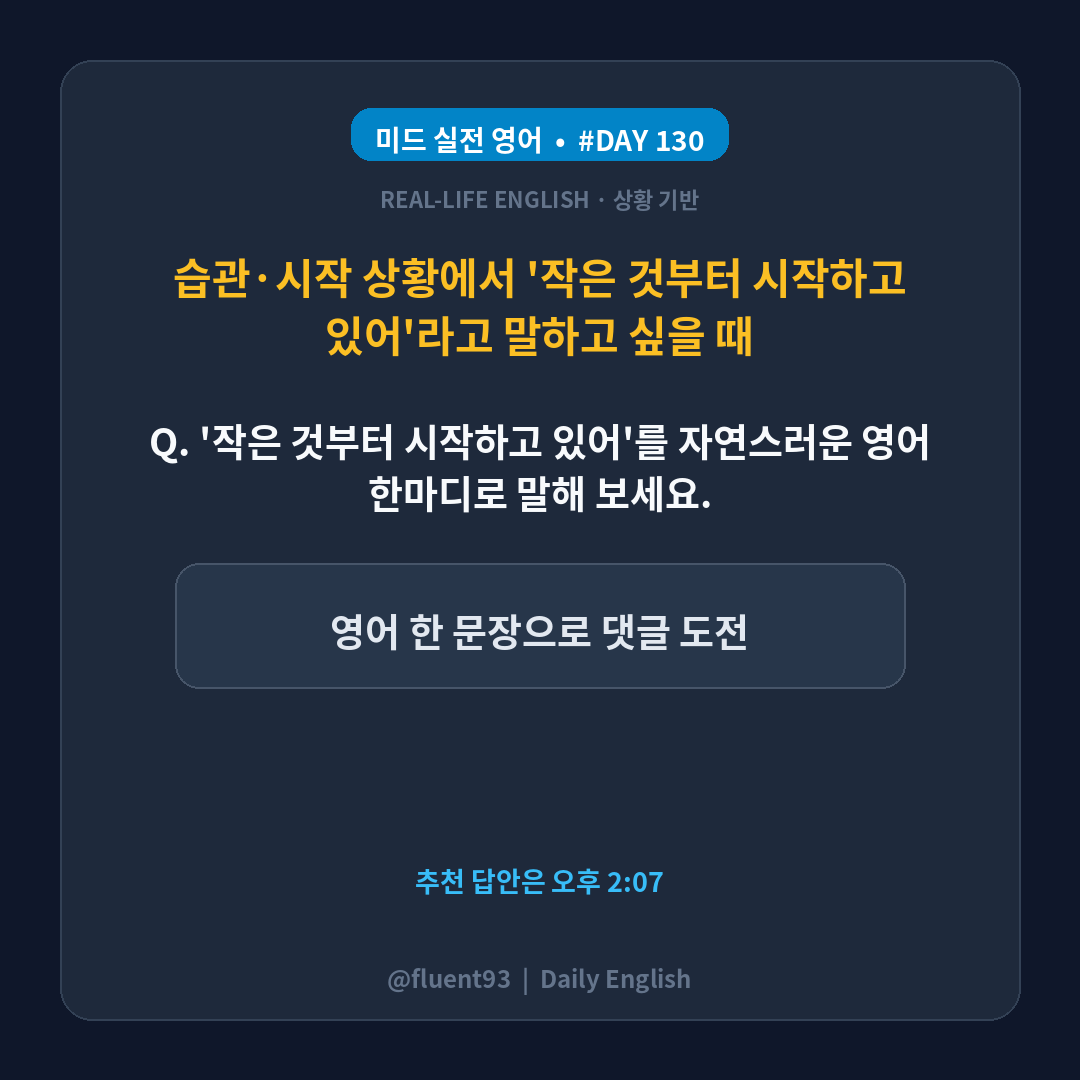 미드 실전 영어 • #DAY 130
REAL-LIFE ENGLISH · 상황 기반
습관·시작 상황에서 '작은 것부터 시작하고
있어'라고 말하고 싶을 때
Q. '작은 것부터 시작하고 있어'를 자연스러운 영어
한마디로 말해 보세요.
영어 한 문장으로 댓글 도전
추천 답안은 오후 2:07
@fluent93 | Daily English